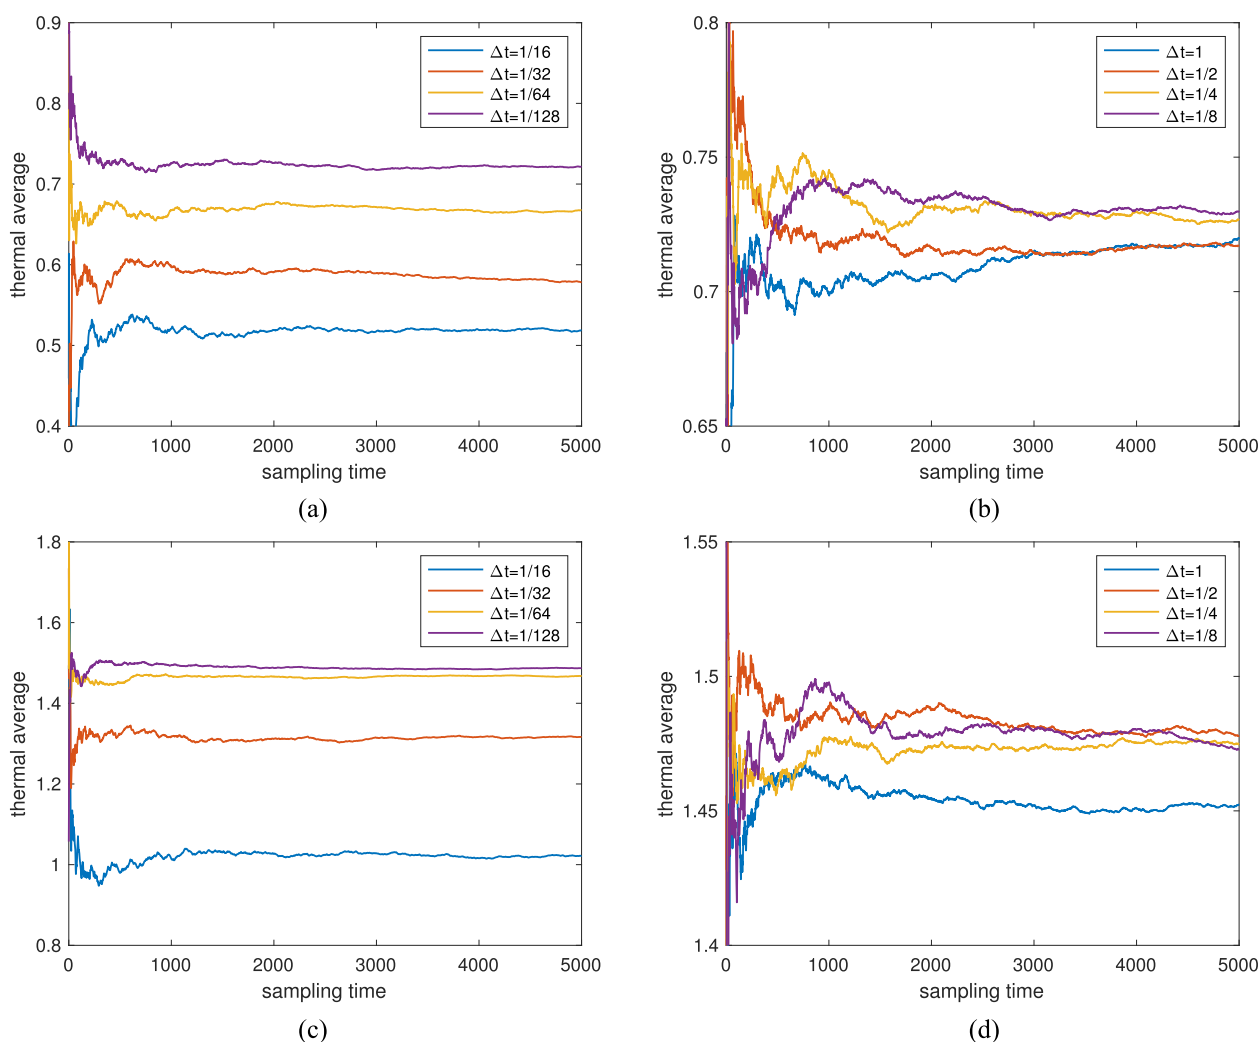 0.9
0.8
0.7
0.6
0.5
0.4
thermal average
0 1000 2000 3000 4000 5000
sampling time
Δt=1/16
Δt=1/32
Δt=1/64
Δt=1/128
(a)
0.8
0.75
0.7
0.65
thermal average
0 1000 2000 3000 4000 5000
sampling time
Δt=1
Δt=1/2
Δt=1/4
Δt=1/8
(b)
1.8
1.6
1.4
1.2
1
0.8
thermal average
0 1000 2000 3000 4000 5000
sampling time
Δt=1/16
Δt=1/32
Δt=1/64
Δt=1/128
(c)
1.55
1.5
1.45
1.4
thermal average
0 1000 2000 3000 4000 5000
sampling time
Δt=1
Δt=1/2
Δt=1/4
Δt=1/8
(d)